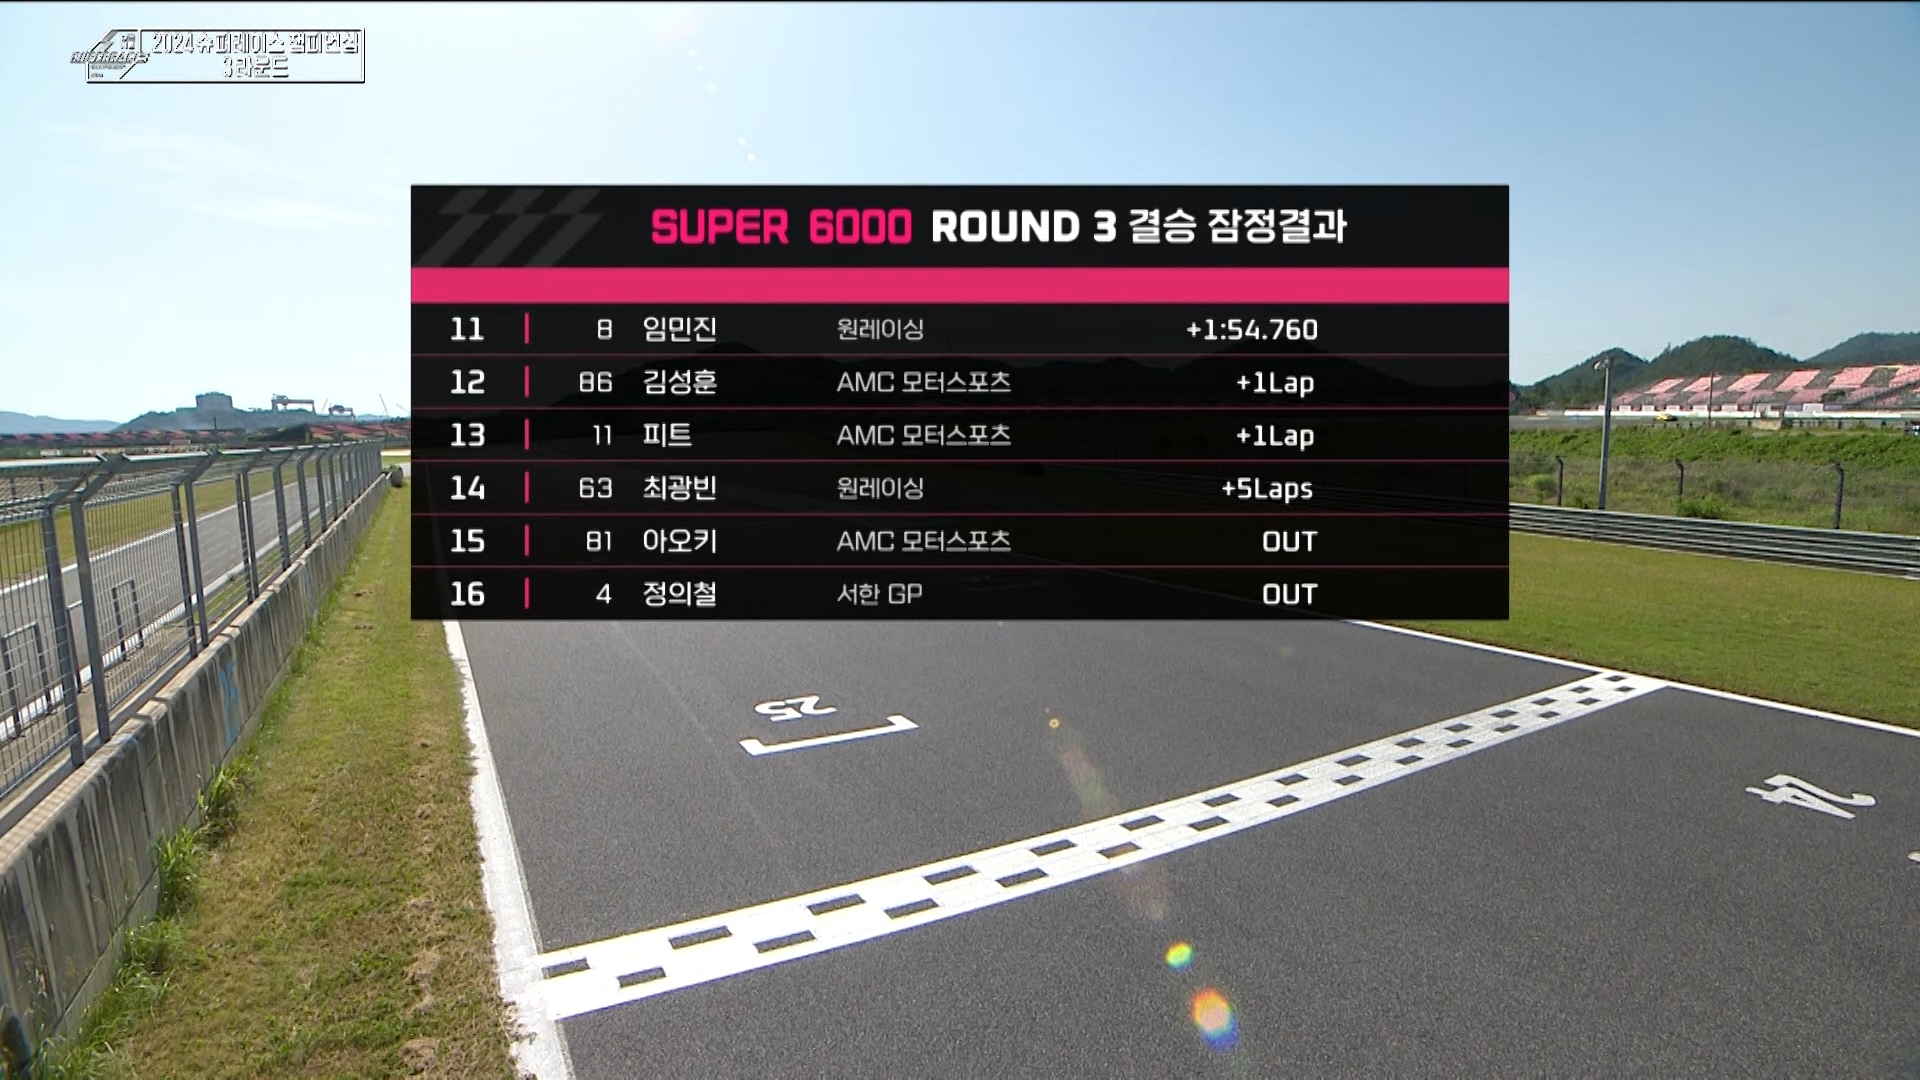 2024 슈퍼레이스 챔피언십
3라운드
SUPER 6000 ROUND 3 결승 잠정결과
11 8 임민진 원레이싱 +1:54.760
12 86 김성훈 AMC 모터스포츠 +1Lap
13 11 피트 AMC 모터스포츠 +1Lap
14 63 최광빈 원레이싱 +5Laps
15 81 아오키 AMC 모터스포츠 OUT
16 4 정의철 서한 GP OUT
25
24